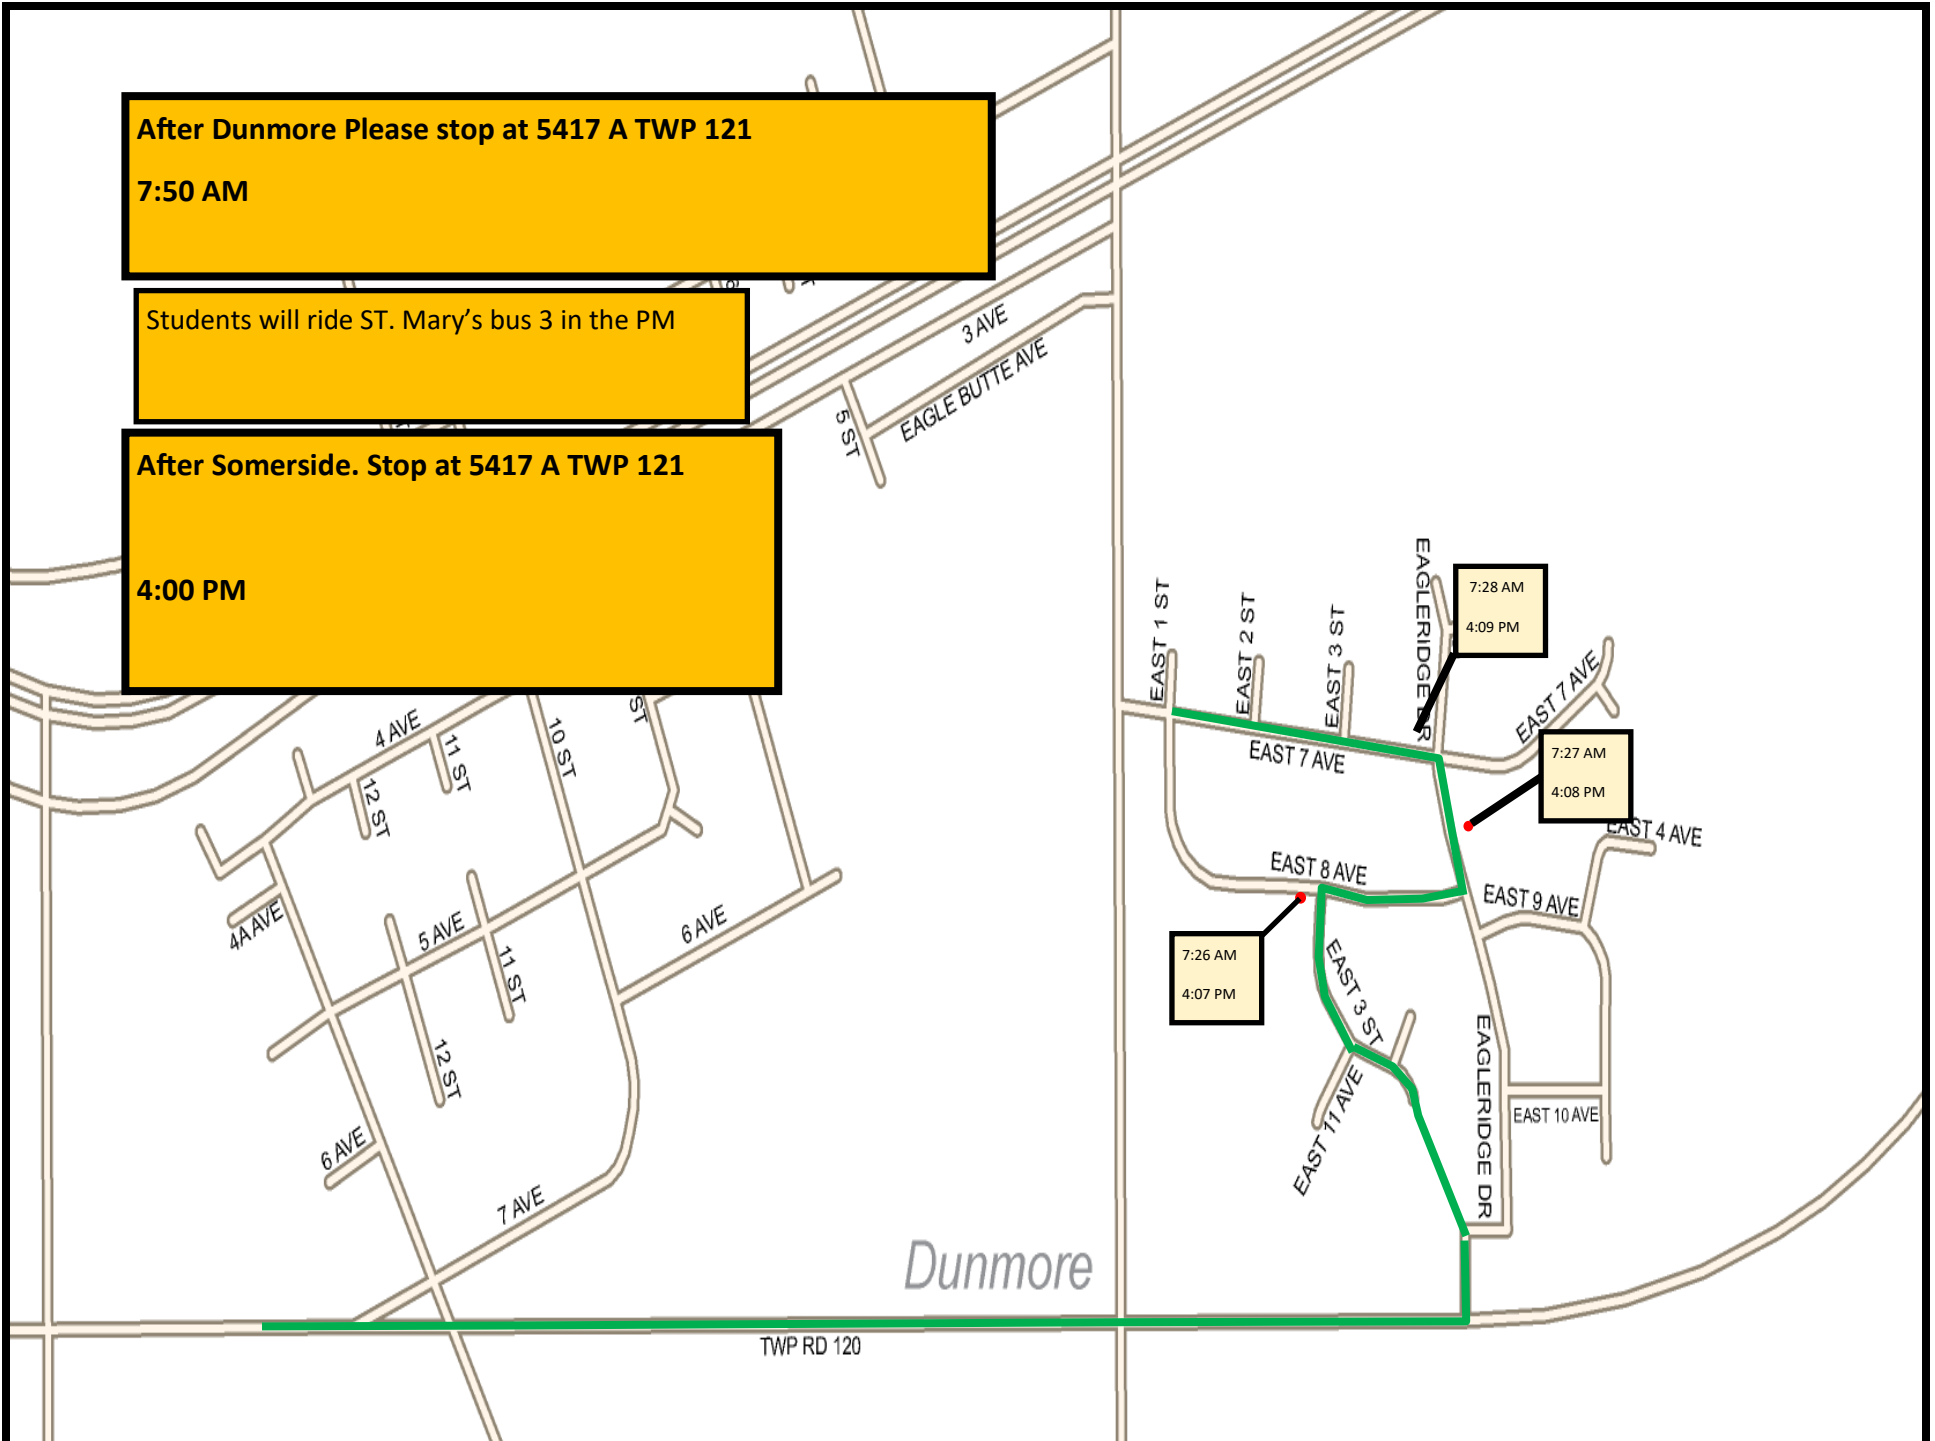 After Dunmore Please stop at 5417 A TWP 121
7:50 AM
Students will ride ST. Mary's bus 3 in the PM
After Somerside. Stop at 5417 A TWP 121
4:00 PM
3 AVE
EAGLE BUTTE AVE
5 ST
EAGLERIDGE DR
7:28 AM
4:09 PM
EAST 1 ST
EAST 2 ST
EAST 3 ST
EAST 7 AVE
EAST 7 AVE
7:27 AM
4:08 PM
EAST 4 AVE
EAST 8 AVE
EAST 9 AVE
7:26 AM
4:07 PM
EAST 3 ST
EAST 11 AVE
EAGLERIDGE DR
EAST 10 AVE
ST
4 AVE
11 ST
10 ST
12 ST
4A AVE
5 AVE
11 ST
6 AVE
12 ST
6 AVE
7 AVE
Dunmore
TWP RD 120